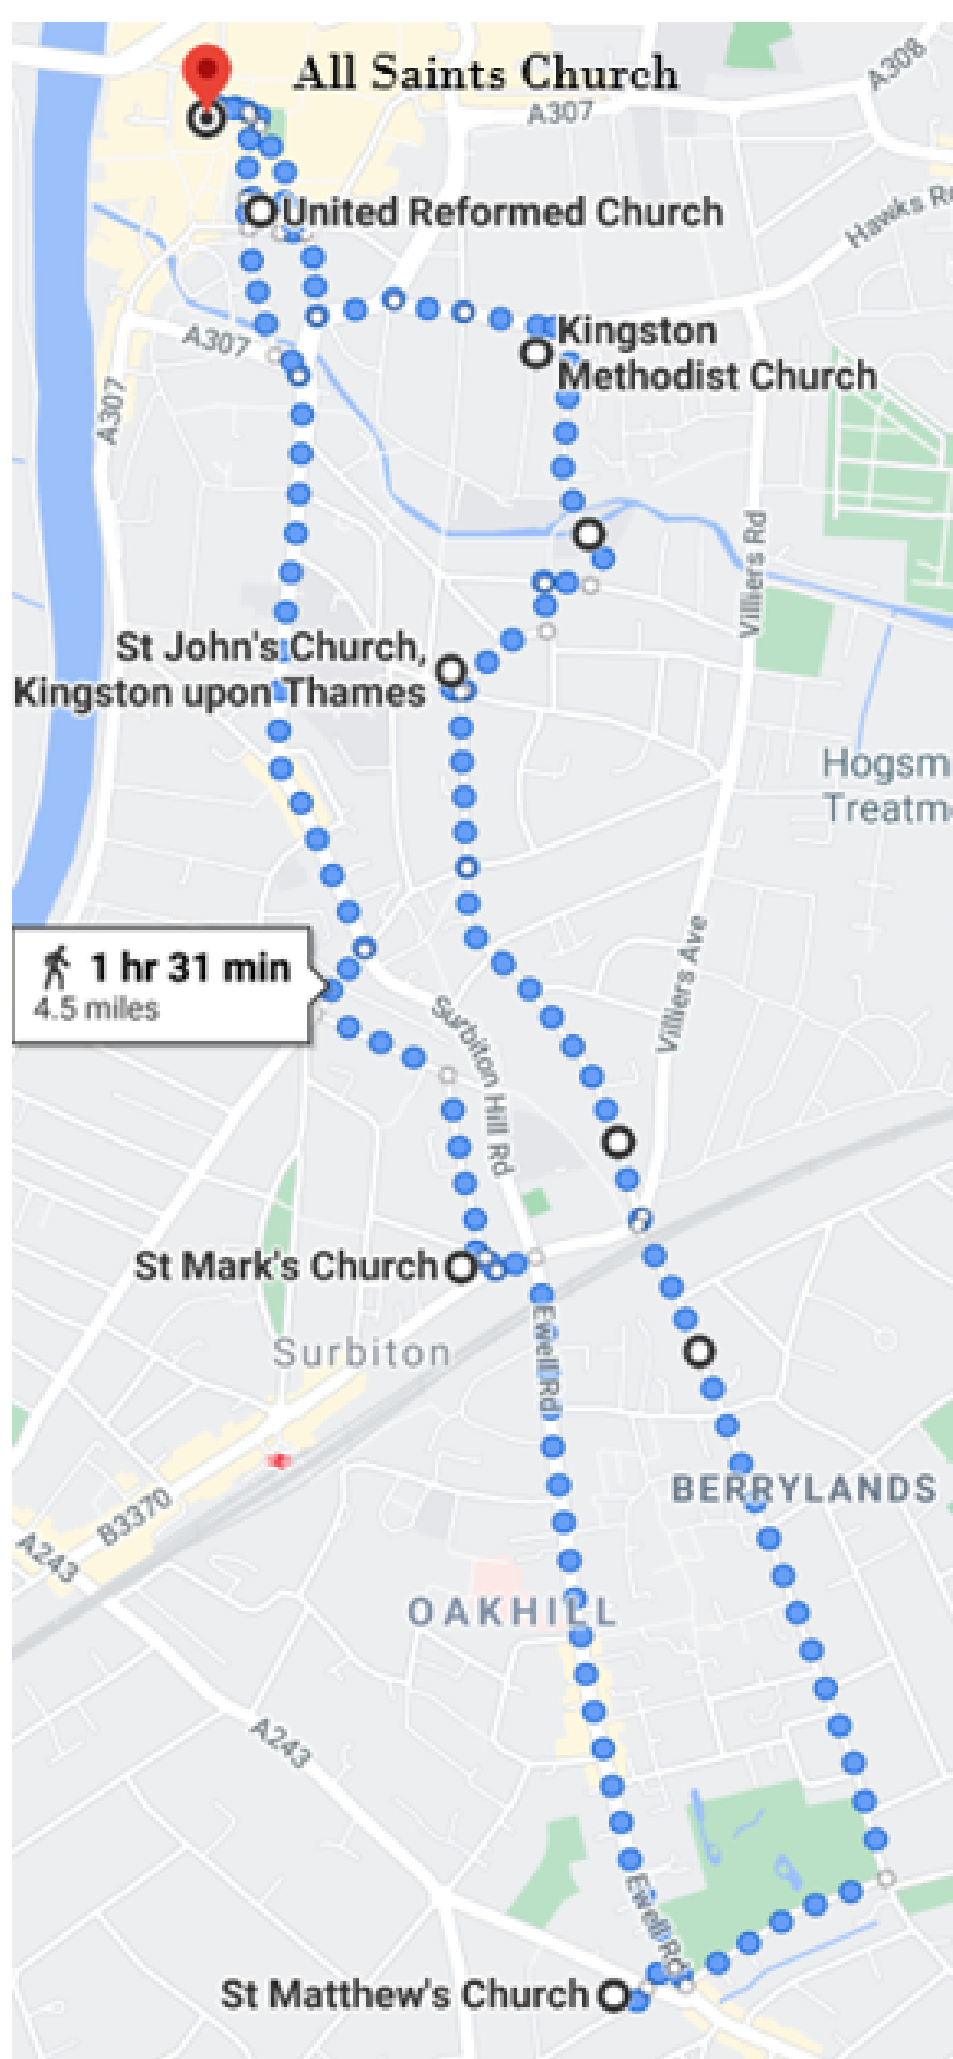 All Saints Church
A308
A307
United Reformed Church
Hawks Rd
Kingston
Methodist Church
A307
A307
Villiers Rd
St John's Church,
Kingston upon Thames
Hogsm
Treatm
1 hr 31 min
4.5 miles
Villiers Ave
Surbiton Hill Rd
St Mark's Church
Ewell Rd
Surbiton
BERRYLANDS
B3370
A243
OAKHILL
A243
Ewell Rd
St Matthew's Church